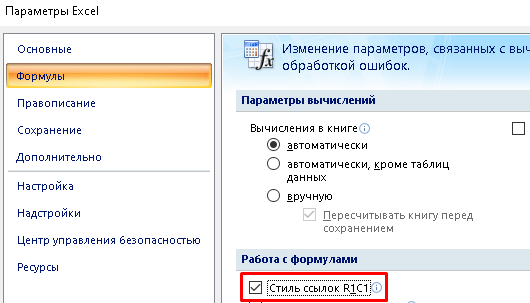 Параметры Excel
Основные
Формулы
Правописание
Сохранение
Дополнительно
Настройка
Надстройки
Центр управления безопасностью
Ресурсы
Изменение параметров, связанных с выч
обработкой ошибок.
Параметры вычислений
Вычисления в книге
автоматически
автоматически, кроме таблиц
данных
вручную
Пересчитывать книгу перед
сохранением
Работа с формулами
Стиль ссылок R1C1